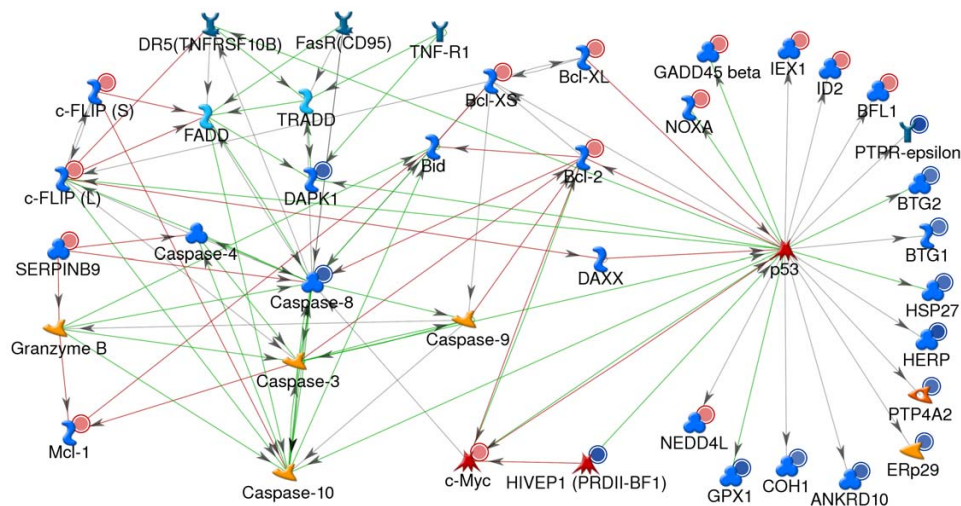 DR5(TNFRSF10B)
FasR(CD95)
TNF-R1
c-FLIP (S)
FADD
TRADD
Bcl-XS
Bcl-XL
GADD45 beta
IEX1
ID2
BFL1
NOXA
PTPR-epsilon
c-FLIP (L)
DAPK1
Bid
Bcl-2
BTG2
SERPINB9
Caspase-4
Caspase-8
DAXX
p53
BTG1
HSP27
Granzyme B
Caspase-3
Caspase-9
HERP
PTP4A2
Mcl-1
NEDD4L
ERp29
Caspase-10
c-Myc
HIVEP1 (PRDII-BF1)
GPX1
COH1
ANKRD10